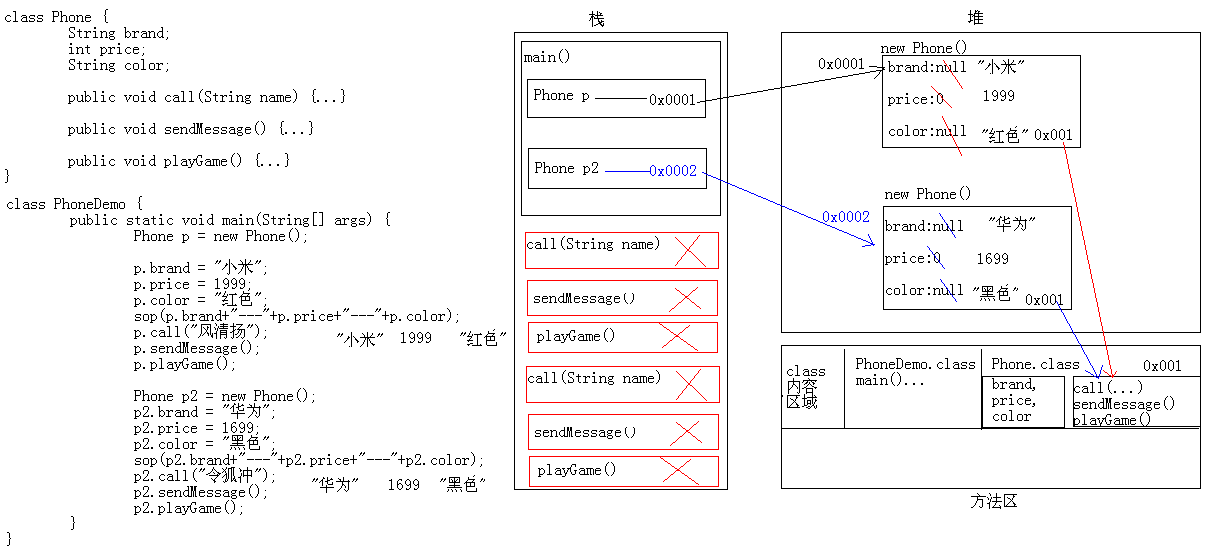 class Phone {
String brand;
int price;
String color;
public void call(String name) {...}
public void sendMessage() {...}
public void playGame() {...}
}
class PhoneDemo {
public static void main(String[] args) {
Phone p = new Phone();
p.brand = "小米";
p.price = 1999;
p.color = "红色";
sop(p.brand+"---"+p.price+"---"+p.color);
p.call("风清扬");
"小米" 1999 "红色"
p.sendMessage();
p.playGame();
Phone p2 = new Phone();
p2.brand = "华为";
p2.price = 1699;
p2.color = "黑色";
sop(p2.brand+"---"+p2.price+"---"+p2.color);
p2.call("令狐冲");
"华为" 1699 "黑色"
p2.sendMessage();
p2.playGame();
}
}
栈
main()
Phone p 0x0001
Phone p2 0x0002
call(String name)
sendMessage()
playGame()
call(String name)
sendMessage()
playGame()
堆
new Phone()
0x0001
brand:null "小米"
price:0 1999
color:null "红色" 0x001
new Phone()
0x0002
brand:null "华为"
price:0 1699
color:null "黑色" 0x001
class
内容
区域
PhoneDemo.class
main()...
Phone.class 0x001
brand,
price,
color
call(...)
sendMessage()
playGame()
方法区